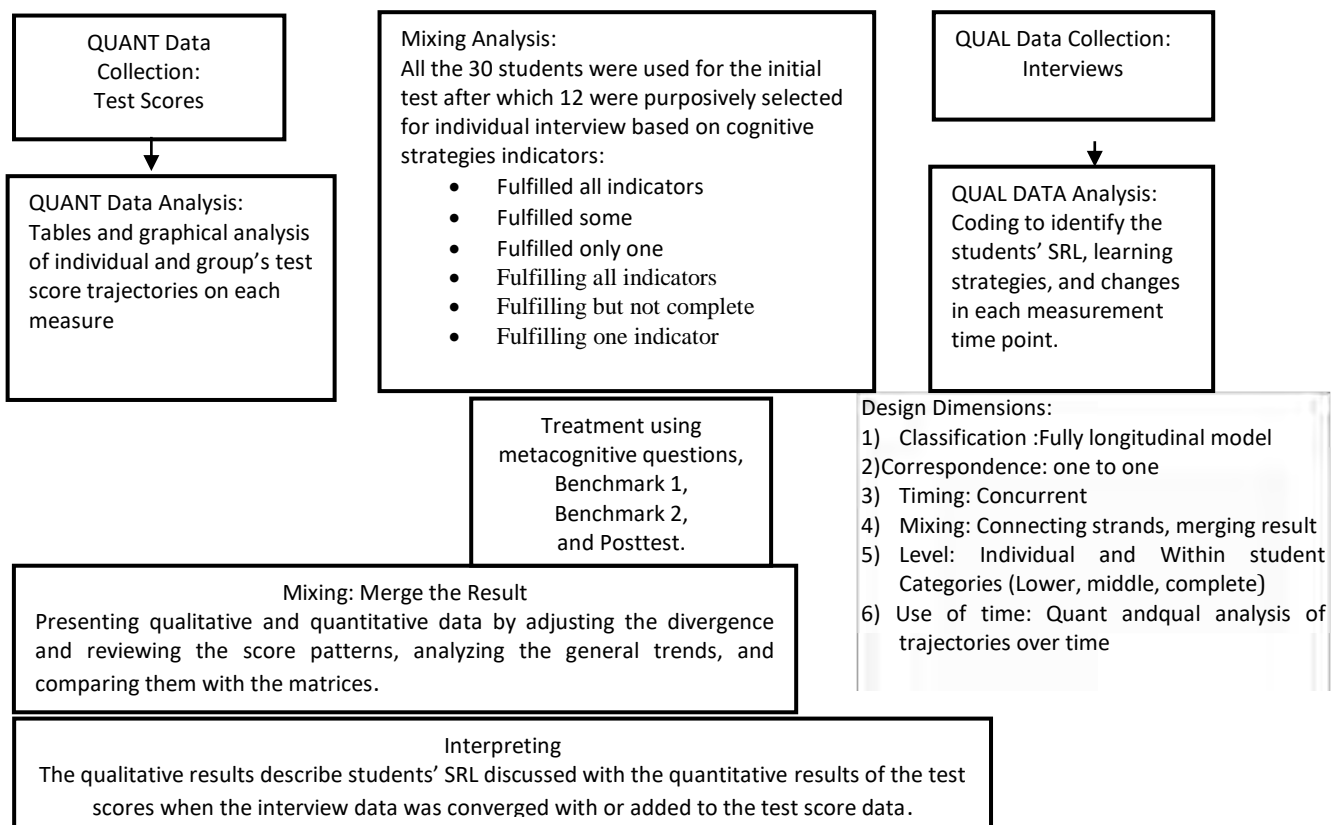 QUANT Data
Collection:
Test Scores
QUANT Data Analysis:
Tables and graphical analysis
of individual and group's test
score trajectories on each
measure
Mixing Analysis:
All the 30 students were used for the initial
test after which 12 were purposively selected
for individual interview based on cognitive
strategies indicators:
• Fulfilled all indicators
• Fulfilled some
• Fulfilled only one
• Fulfilling all indicators
• Fulfilling but not complete
• Fulfilling one indicator
QUAL Data Collection:
Interviews
QUAL DATA Analysis:
Coding to identify the
students' SRL, learning
strategies, and changes
in each measurement
time point.
Treatment using
metacognitive questions,
Benchmark 1,
Benchmark 2,
and Posttest.
Design Dimensions:
1) Classification :Fully longitudinal model
2)Correspondence: one to one
3) Timing: Concurrent
4) Mixing: Connecting strands, merging result
5) Level: Individual and Within student
Categories (Lower, middle, complete)
6) Use of time: Quant andqual analysis of
trajectories over time
Mixing: Merge the Result
Presenting qualitative and quantitative data by adjusting the divergence
and reviewing the score patterns, analyzing the general trends, and
comparing them with the matrices.
Interpreting
The qualitative results describe students' SRL discussed with the quantitative results of the test
scores when the interview data was converged with or added to the test score data.